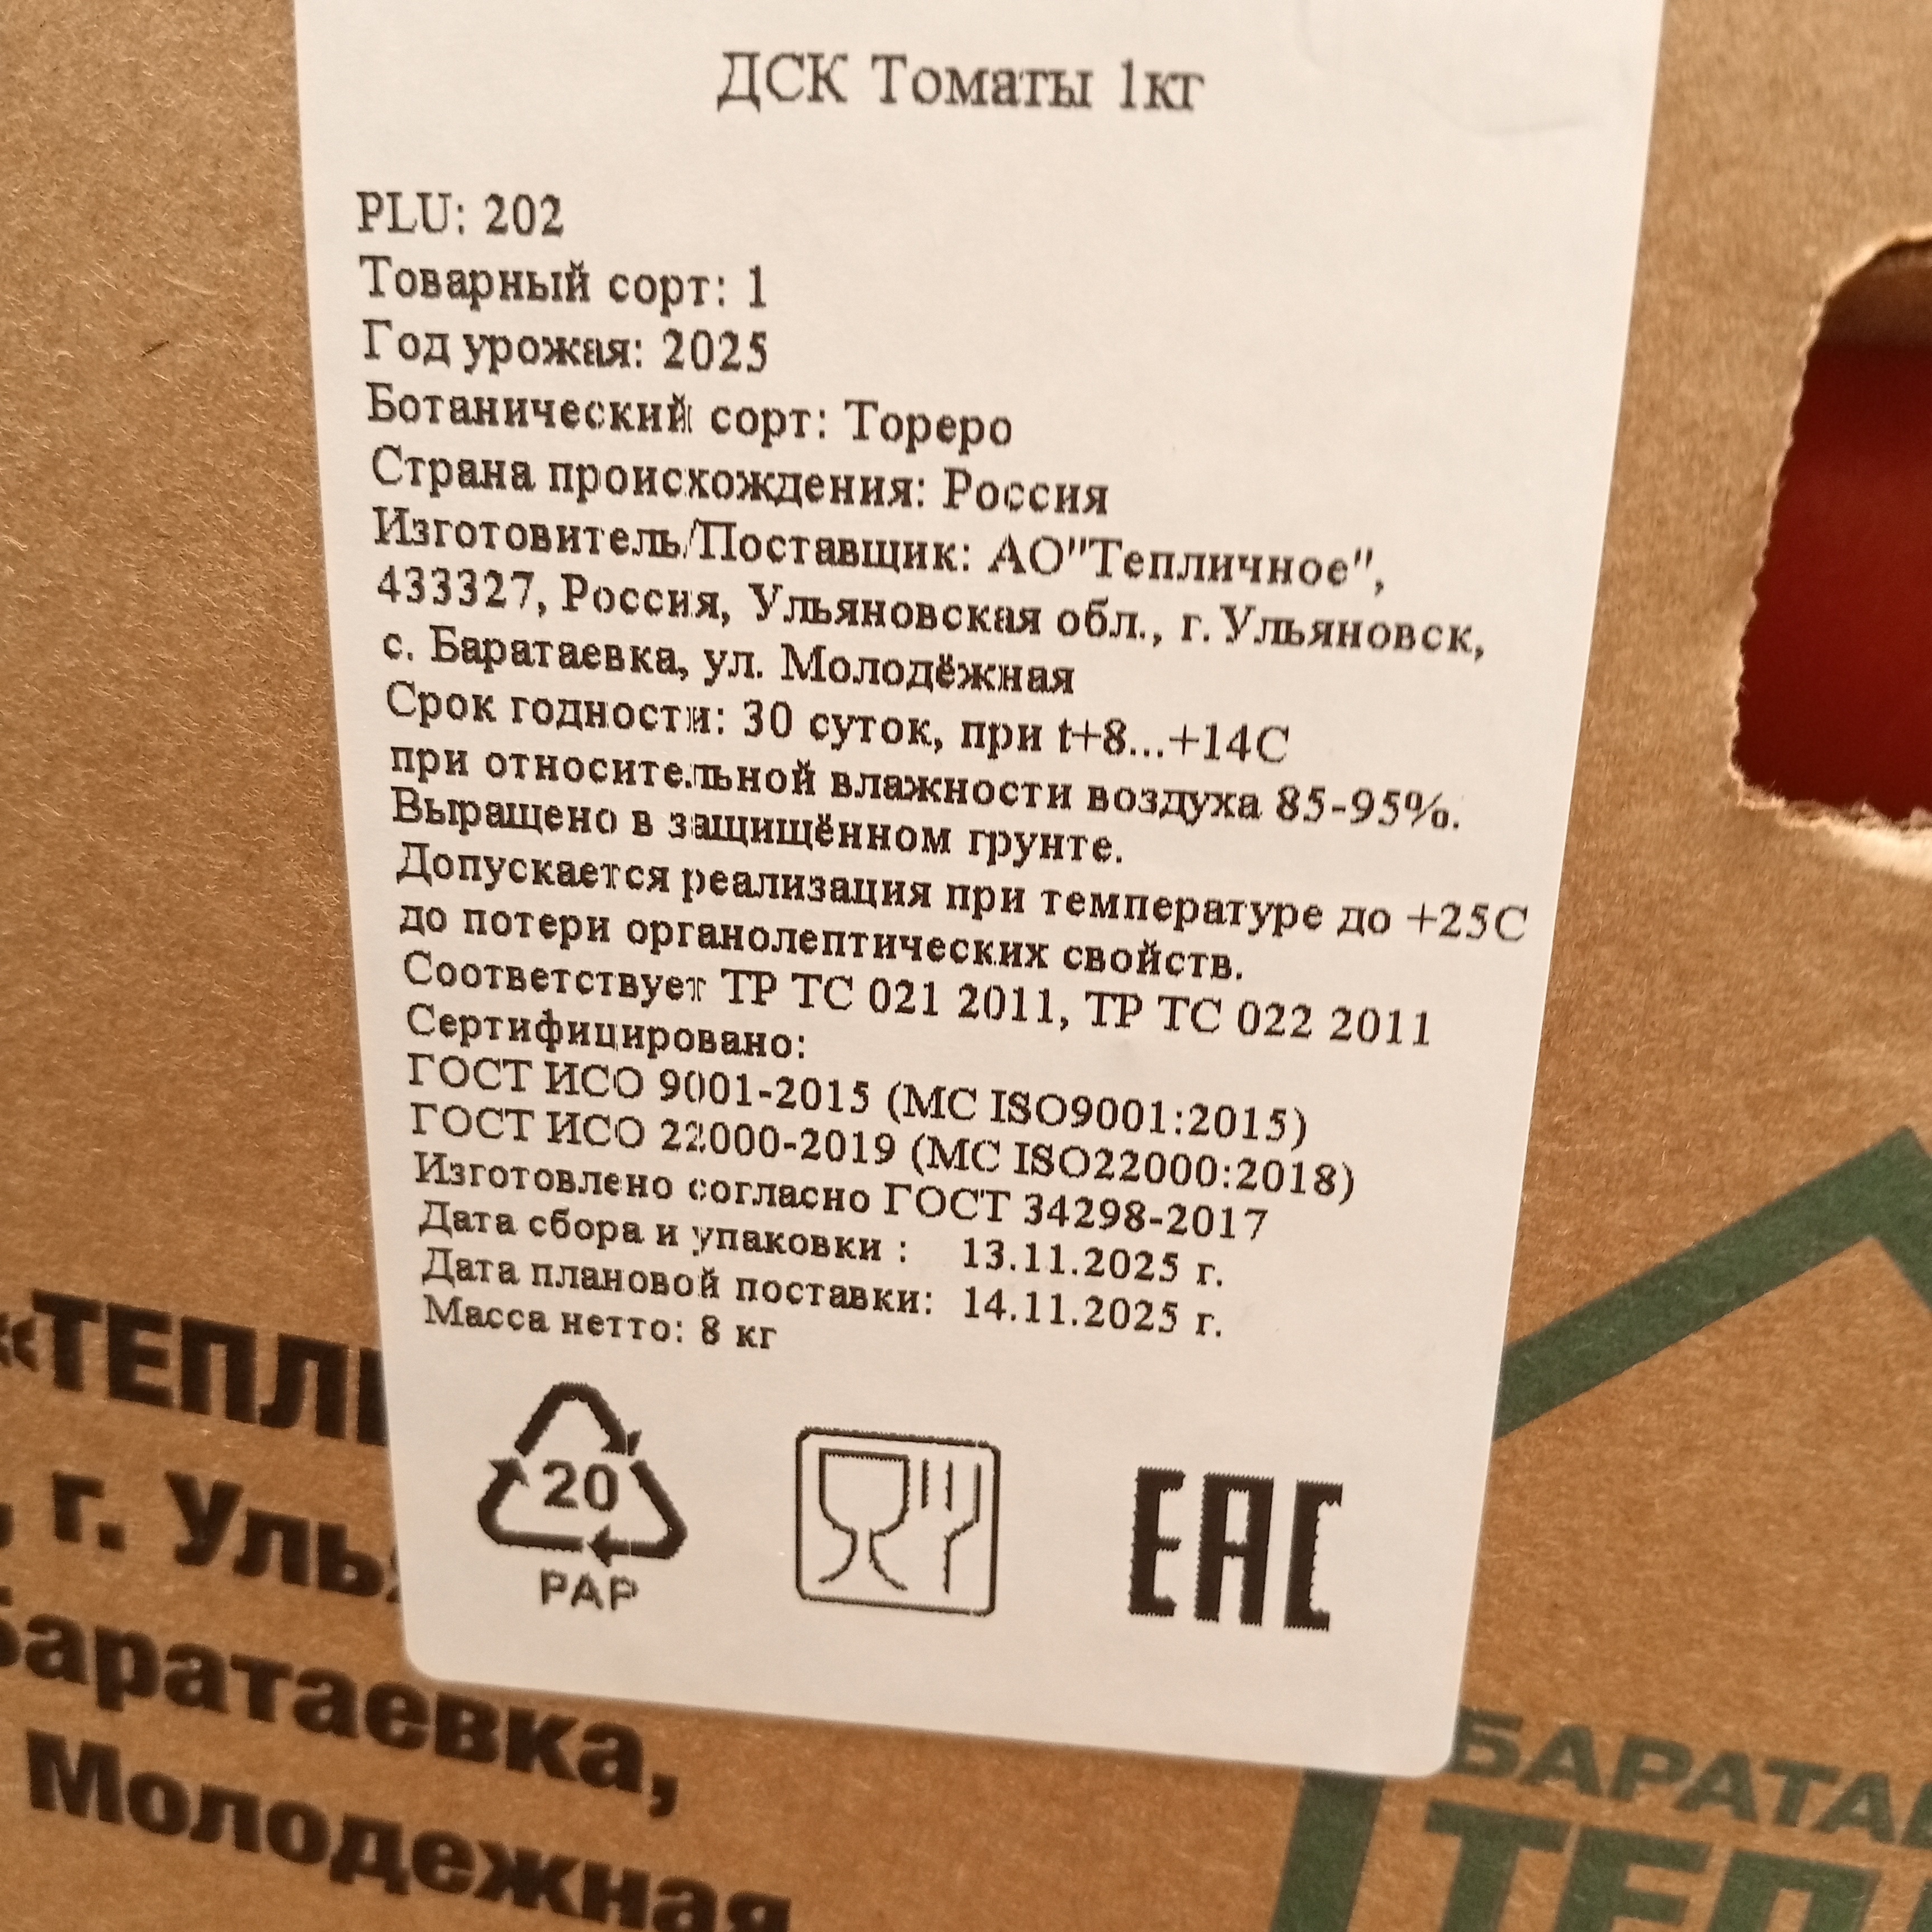 ДСК Томаты 1кг
PLU: 202
Товарный сорт: 1
Год урожая: 2025
Ботанический сорт: Тореро
Страна происхождения: Россия
Изготовитель/Поставщик: АО"Тепличное",
433327, Россия, Ульяновская обл., г. Ульяновск,
с. Баратаевка, ул. Молодёжная
Срок годности: 30 суток, при t+8...+14С
при относительной влажности воздуха 85-95%.
Выращено в защищённом грунте.
Допускается реализация при температуре до +25С
до потери органолептических свойств.
Соответствует ТР ТС 021 2011, ТР ТС 022 2011
Сертифицировано:
ГОСТ ИСО 9001-2015 (МС ISO9001:2015)
ГОСТ ИСО 22000-2019 (МС ISO22000:2018)
Изготовлено согласно ГОСТ 34298-2017
Дата сбора и упаковки : 13.11.2025 г.
Дата плановой поставки: 14.11.2025 г.
Масса нетто: 8 кг
20
PAP
EAC
«ТЕПЛ
, г. Уль
Баратаевка,
Молодежная
БАРАТА
ТЕП